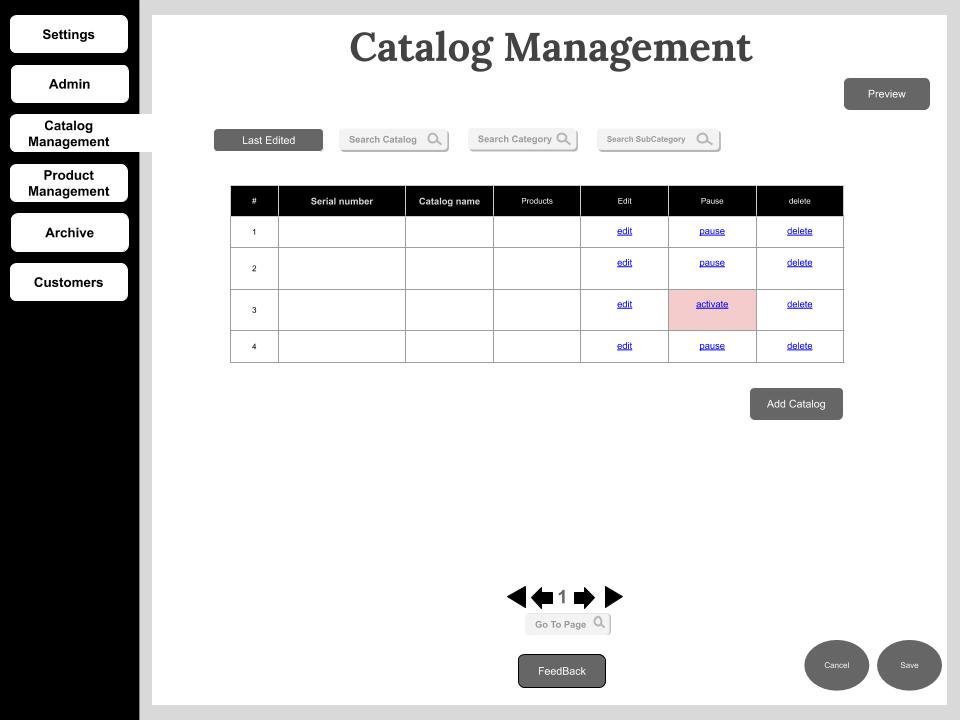 Settings
Admin
Catalog
Management
Product
Management
Archive
Customers
Catalog Management
Preview
Last Edited
Search Catalog
Search Category
Search SubCategory
# Serial number Catalog name Products Edit Pause delete
1 edit pause delete
2 edit pause delete
3 edit activate delete
4 edit pause delete
Add Catalog
1
Go To Page
FeedBack
Cancel
Save